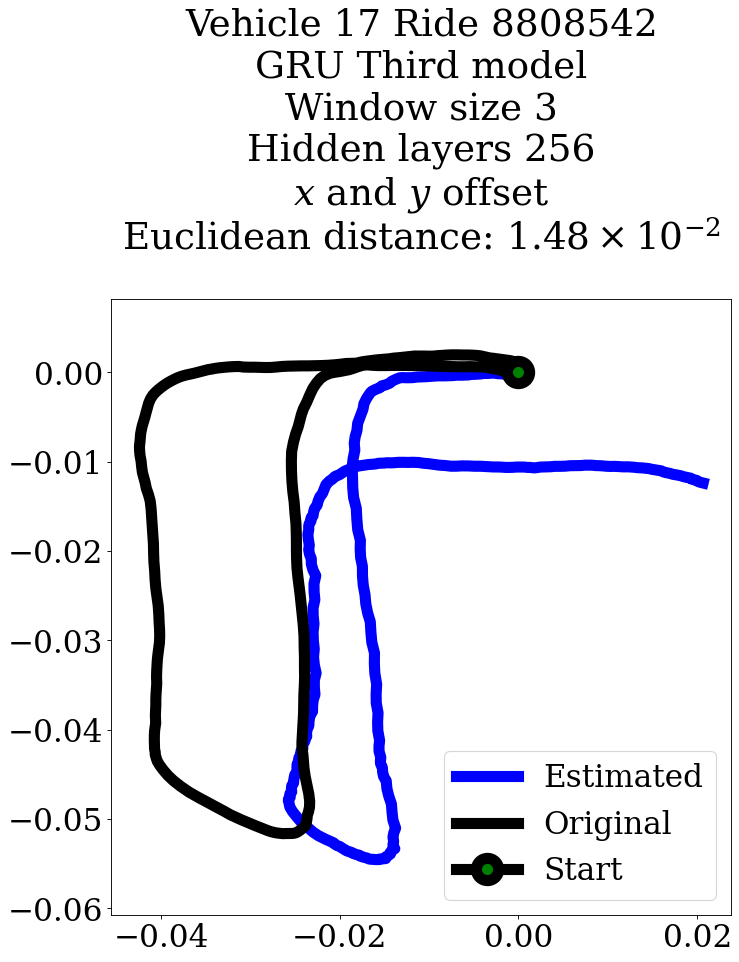 Vehicle 17 Ride 8808542
GRU Third model
Window size 3
Hidden layers 256
x and y offset
Euclidean distance: 1.48 × 10⁻²
0.00
−0.01
−0.02
−0.03
−0.04
−0.05
−0.06
Estimated
Original
Start
−0.04 −0.02 0.00 0.02